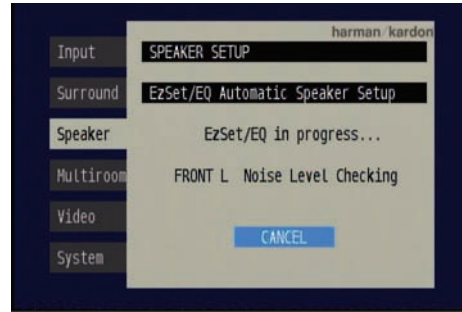 harman/kardon
Input
Surround
Speaker
Multiroom
Video
System
SPEAKER SETUP
EzSet/EQ Automatic Speaker Setup
EzSet/EQ in progress...
FRONT L Noise Level Checking
CANCEL